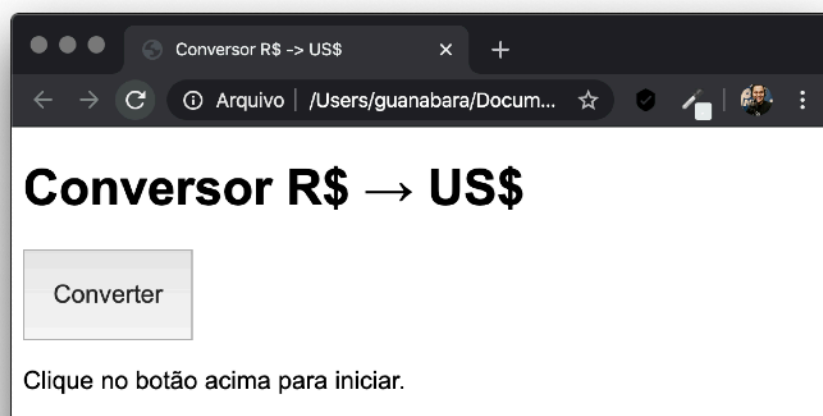 Conversor R$ -> US$
Arquivo | /Users/guanabara/Docum...
Conversor R$ → US$
Converter
Clique no botão acima para iniciar.